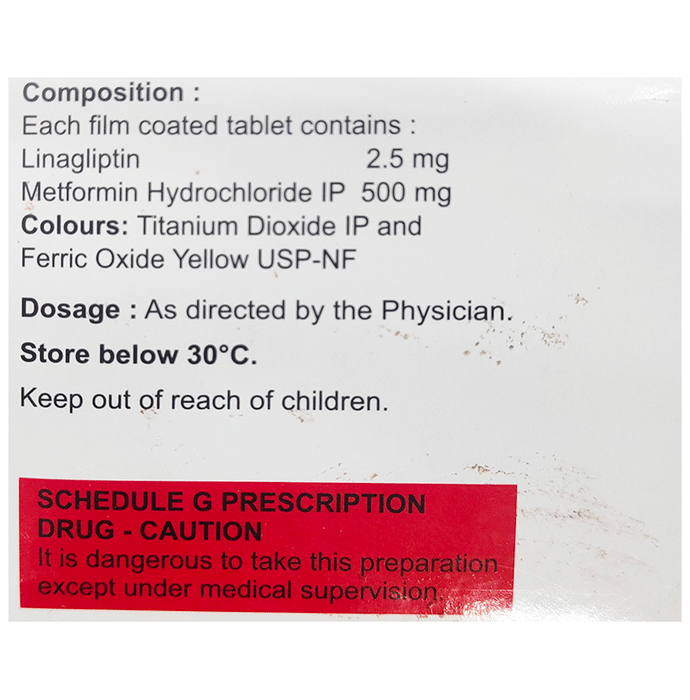 Composition :
Each film coated tablet contains :
Linagliptin 2.5 mg
Metformin Hydrochloride IP 500 mg
Colours: Titanium Dioxide IP and
Ferric Oxide Yellow USP-NF
Dosage : As directed by the Physician.
Store below 30°C.
Keep out of reach of children.
SCHEDULE G PRESCRIPTION
DRUG - CAUTION
It is dangerous to take this preparation
except under medical supervision.